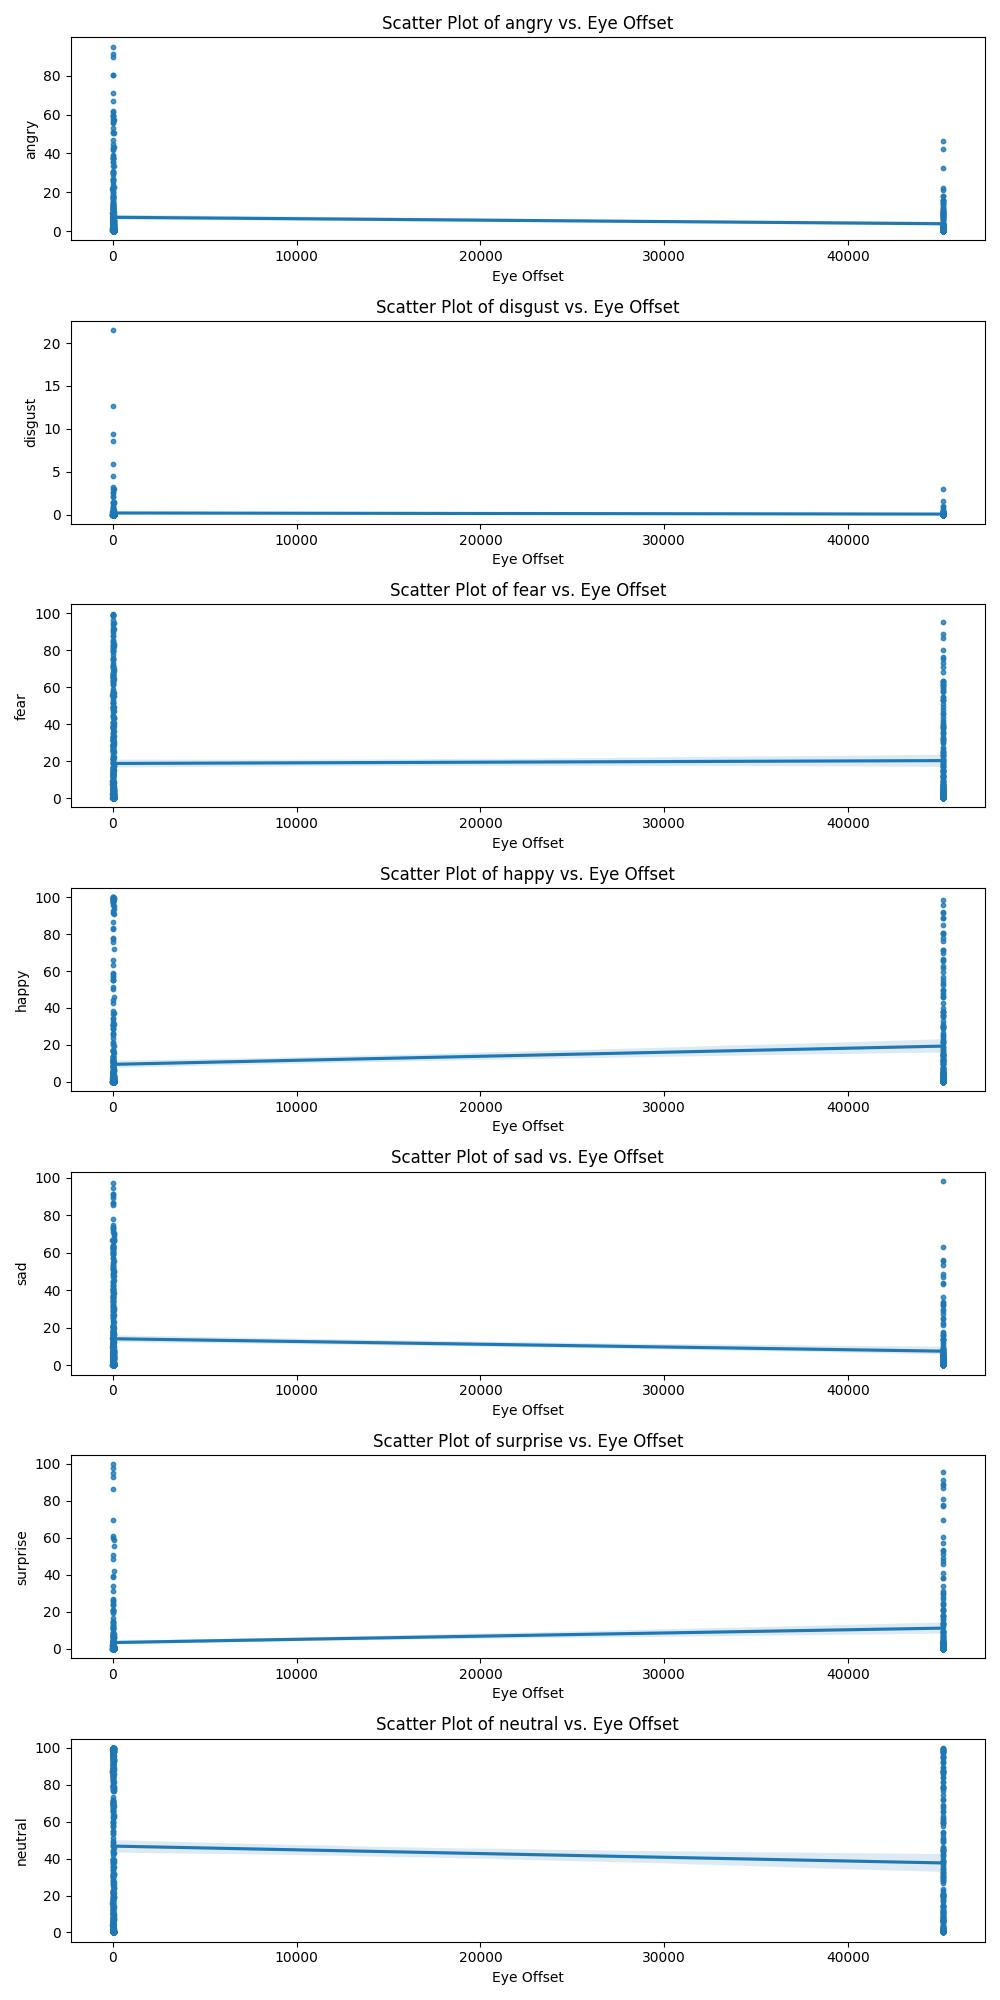 Scatter Plot of angry vs. Eye Offset
80
60
40
20
0
angry
0 10000 20000 30000 40000
Eye Offset
Scatter Plot of disgust vs. Eye Offset
20
15
10
5
0
disgust
0 10000 20000 30000 40000
Eye Offset
Scatter Plot of fear vs. Eye Offset
100
80
60
40
20
0
fear
0 10000 20000 30000 40000
Eye Offset
Scatter Plot of happy vs. Eye Offset
100
80
60
40
20
0
happy
0 10000 20000 30000 40000
Eye Offset
Scatter Plot of sad vs. Eye Offset
100
80
60
40
20
0
sad
0 10000 20000 30000 40000
Eye Offset
Scatter Plot of surprise vs. Eye Offset
100
80
60
40
20
0
surprise
0 10000 20000 30000 40000
Eye Offset
Scatter Plot of neutral vs. Eye Offset
100
80
60
40
20
0
neutral
0 10000 20000 30000 40000
Eye Offset